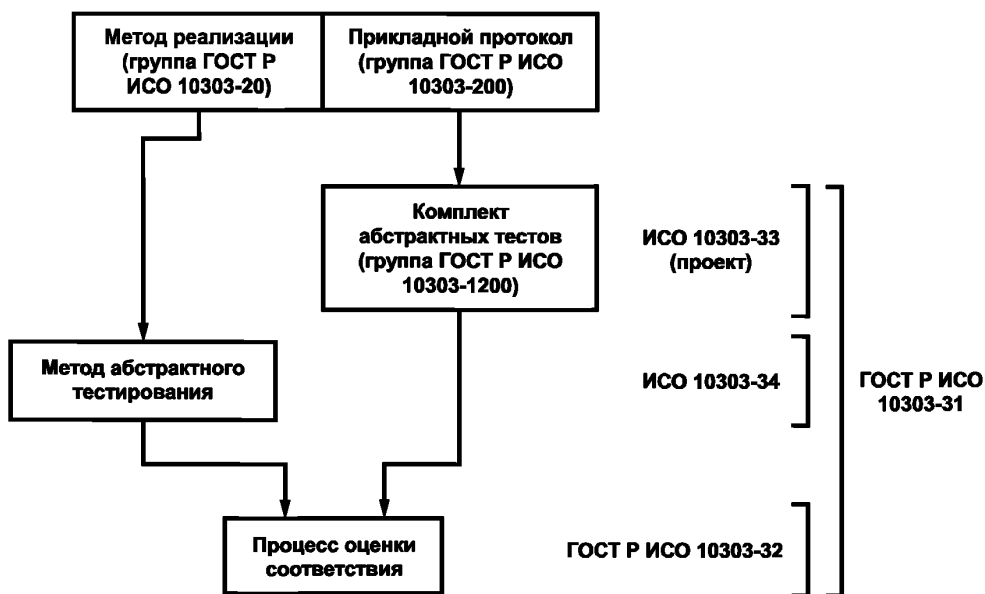 Метод реализации
(группа ГОСТ Р
ИСО 10303-20)
Прикладной протокол
(группа ГОСТ Р ИСО
10303-200)
Комплект
абстрактных тестов
(группа ГОСТ Р ИСО
10303-1200)
ИСО 10303-33
(проект)
Метод абстрактного
тестирования
ИСО 10303-34
ГОСТ Р ИСО
10303-31
Процесс оценки
соответствия
ГОСТ Р ИСО 10303-32